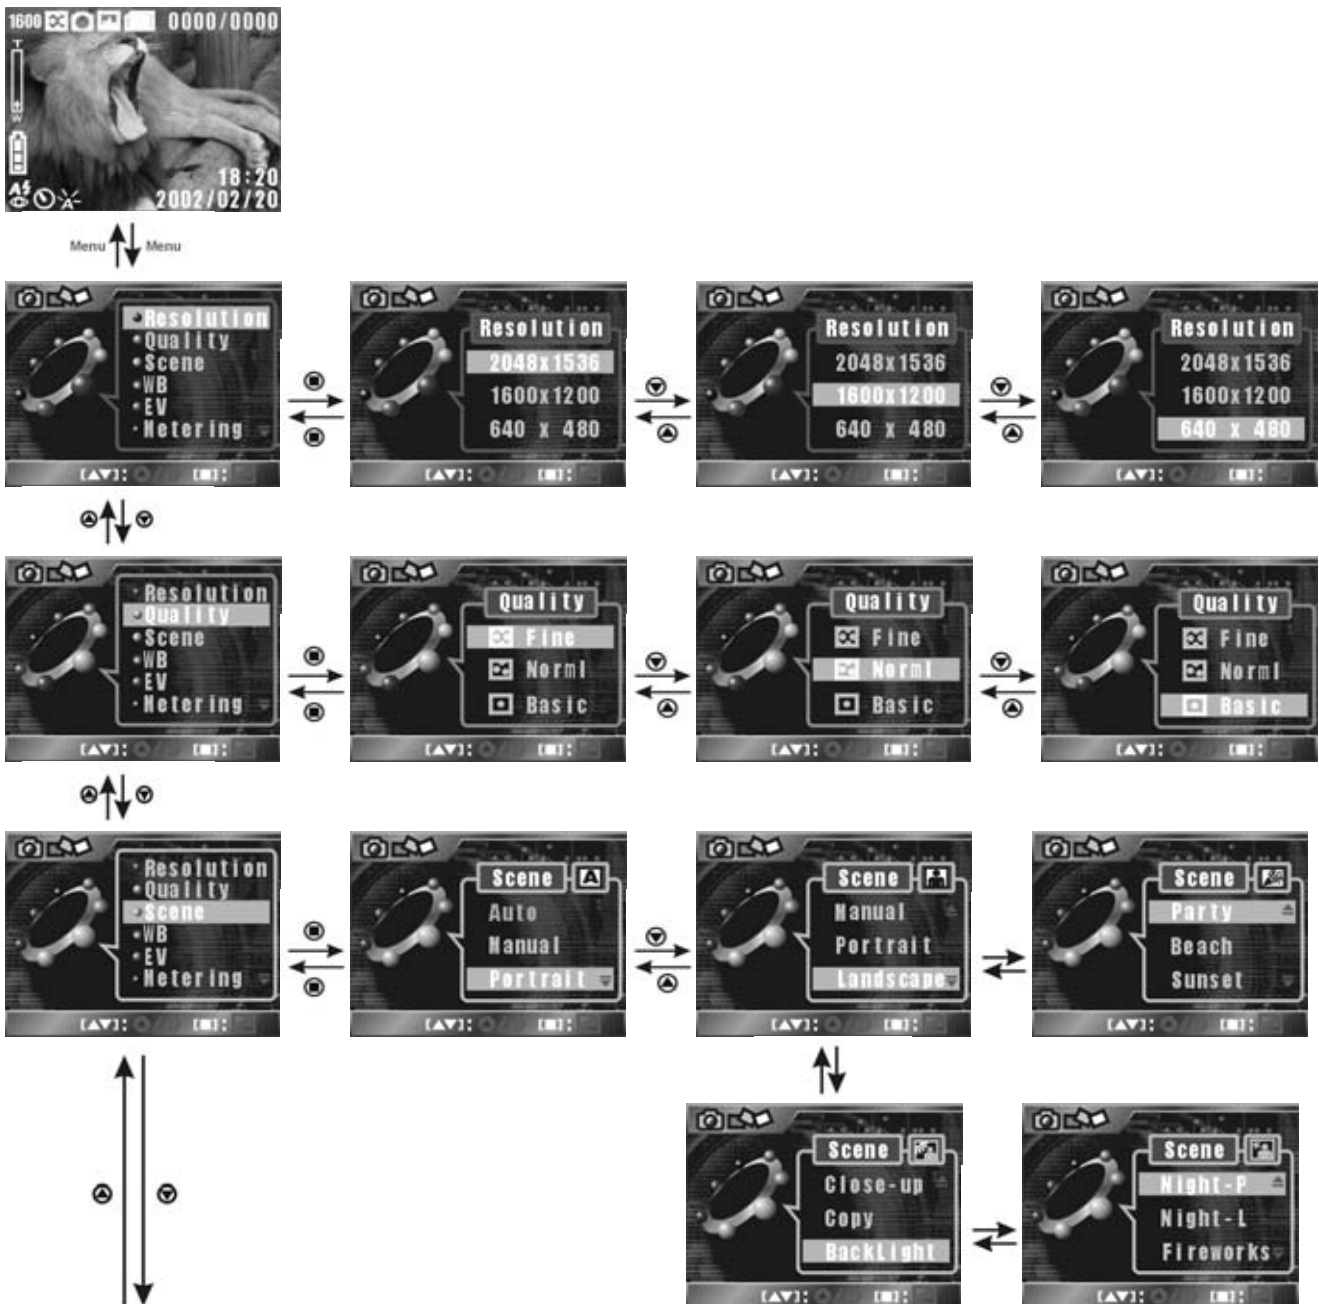 1600 0000/0000
T
W
18:20
A
A 2002/02/20
Menu Menu
Resolution
Quality
Scene
WB
EV
Metering
[▲▼]: [■]:
Resolution
2048x1536
1600x1200
640 x 480
[▲▼]: [■]:
Resolution
2048x1536
1600x1200
640 x 480
[▲▼]: [■]:
Resolution
2048x1536
1600x1200
640 x 480
[▲▼]: [■]:
Resolution
Quality
Scene
WB
EV
Metering
[▲▼]: [■]:
Quality
Fine
Norml
Basic
[▲▼]: [■]:
Quality
Fine
Norml
Basic
[▲▼]: [■]:
Quality
Fine
Norml
Basic
[▲▼]: [■]:
Resolution
Quality
Scene
WB
EV
Metering
[▲▼]: [■]:
Scene A
Auto
Manual
Portrait
[▲▼]: [■]:
Scene
Manual
Portrait
Landscape
[▲▼]: [■]:
Scene
Party
Beach
Sunset
[▲▼]: [■]:
Scene
Close-up
Copy
BackLight
[▲▼]: [■]:
Scene
Night-P
Night-L
Fireworks
[▲▼]: [■]: